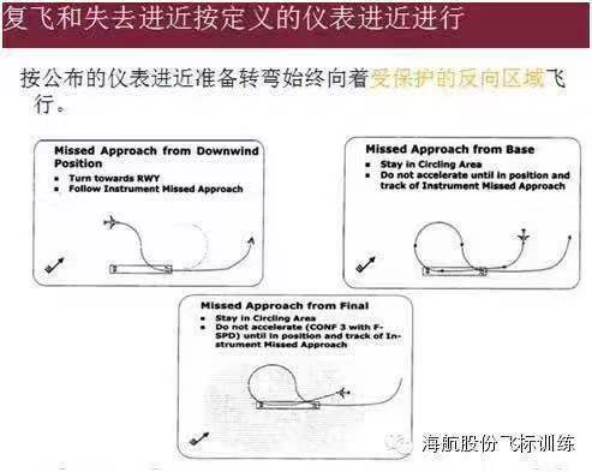 复飞和失去进近按定义的仪表进近进行
按公布的仪表进近准备转弯始终向着受保护的反向区域飞
行。
Missed Approach from Downwind
Position
▪ Turn towards RWY
▪ Follow Instrument Missed Approach
Missed Approach from Base
▪ Stay in Circling Area
▪ Do not accelerate until in position and
track of Instrument Missed Approach
Missed Approach from Final
▪ Stay in Circling Area
▪ Do not accelerate (CONF 3 with F-
SPD) until in position and track of In-
strument Missed Approach
海航股份飞标训练